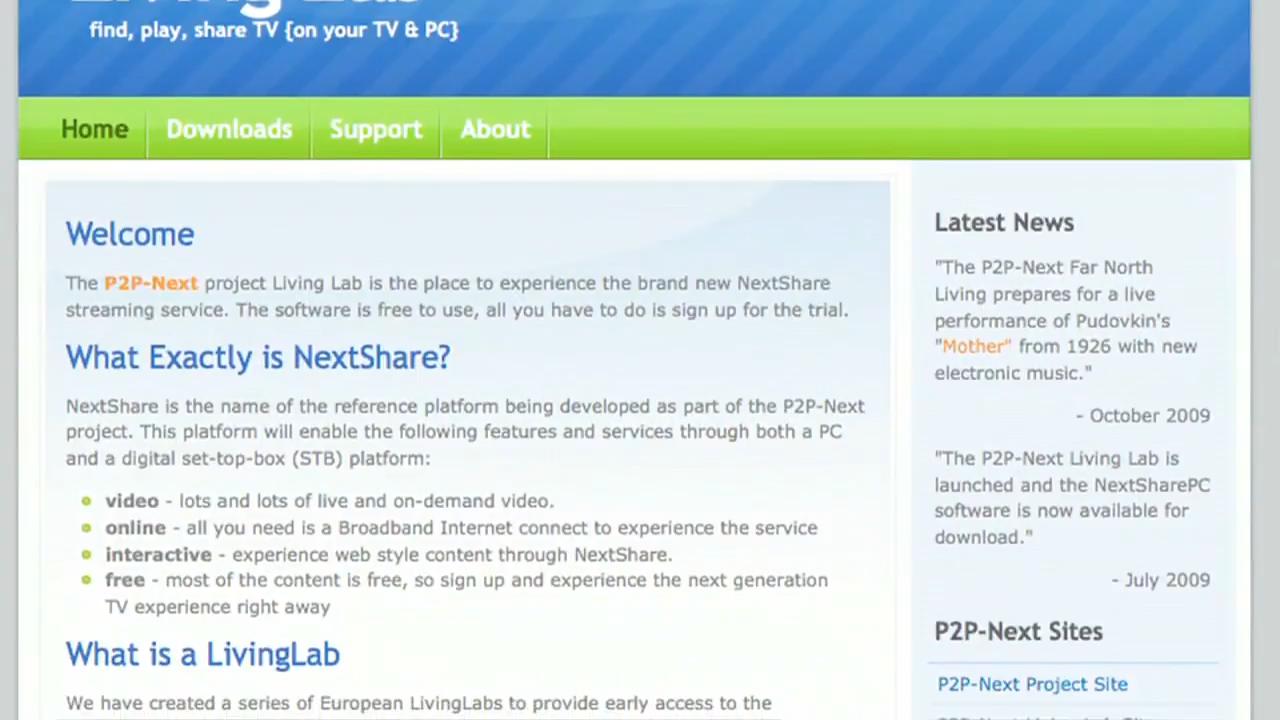 Living Lab
find, play, share TV {on your TV & PC}
Home Downloads Support About
Welcome
The P2P-Next project Living Lab is the place to experience the brand new NextShare
streaming service. The software is free to use, all you have to do is sign up for the trial.
What Exactly is NextShare?
NextShare is the name of the reference platform being developed as part of the P2P-Next
project. This platform will enable the following features and services through both a PC
and a digital set-top-box (STB) platform:
video - lots and lots of live and on-demand video.
online - all you need is a Broadband Internet connect to experience the service
interactive - experience web style content through NextShare.
free - most of the content is free, so sign up and experience the next generation
TV experience right away
What is a LivingLab
We have created a series of European LivingLabs to provide early access to the
Latest News
"The P2P-Next Far North
Living prepares for a live
performance of Pudovkin's
"Mother" from 1926 with new
electronic music."
- October 2009
"The P2P-Next Living Lab is
launched and the NextSharePC
software is now available for
download."
- July 2009
P2P-Next Sites
P2P-Next Project Site